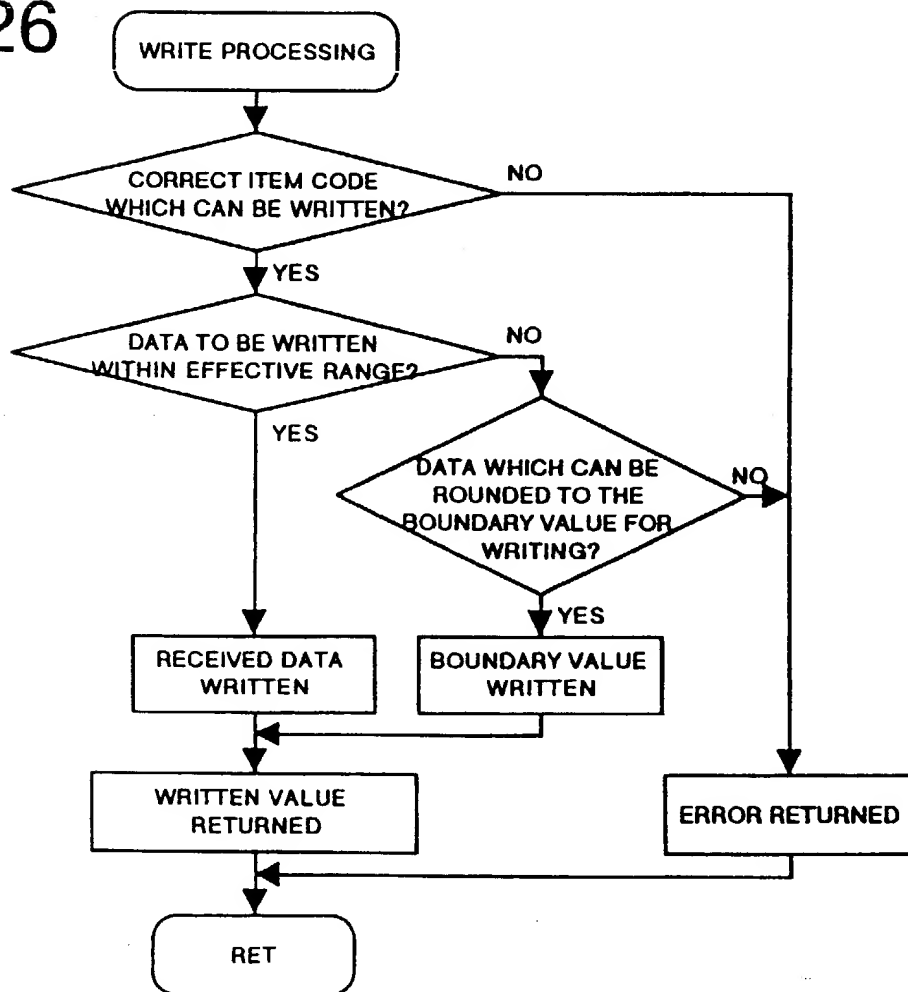 26
WRITE PROCESSING
CORRECT ITEM CODE
WHICH CAN BE WRITTEN?
NO
YES
DATA TO BE WRITTEN
WITHIN EFFECTIVE RANGE?
NO
YES
DATA WHICH CAN BE
ROUNDED TO THE
BOUNDARY VALUE FOR
WRITING?
NO
YES
RECEIVED DATA
WRITTEN
BOUNDARY VALUE
WRITTEN
WRITTEN VALUE
RETURNED
ERROR RETURNED
RET